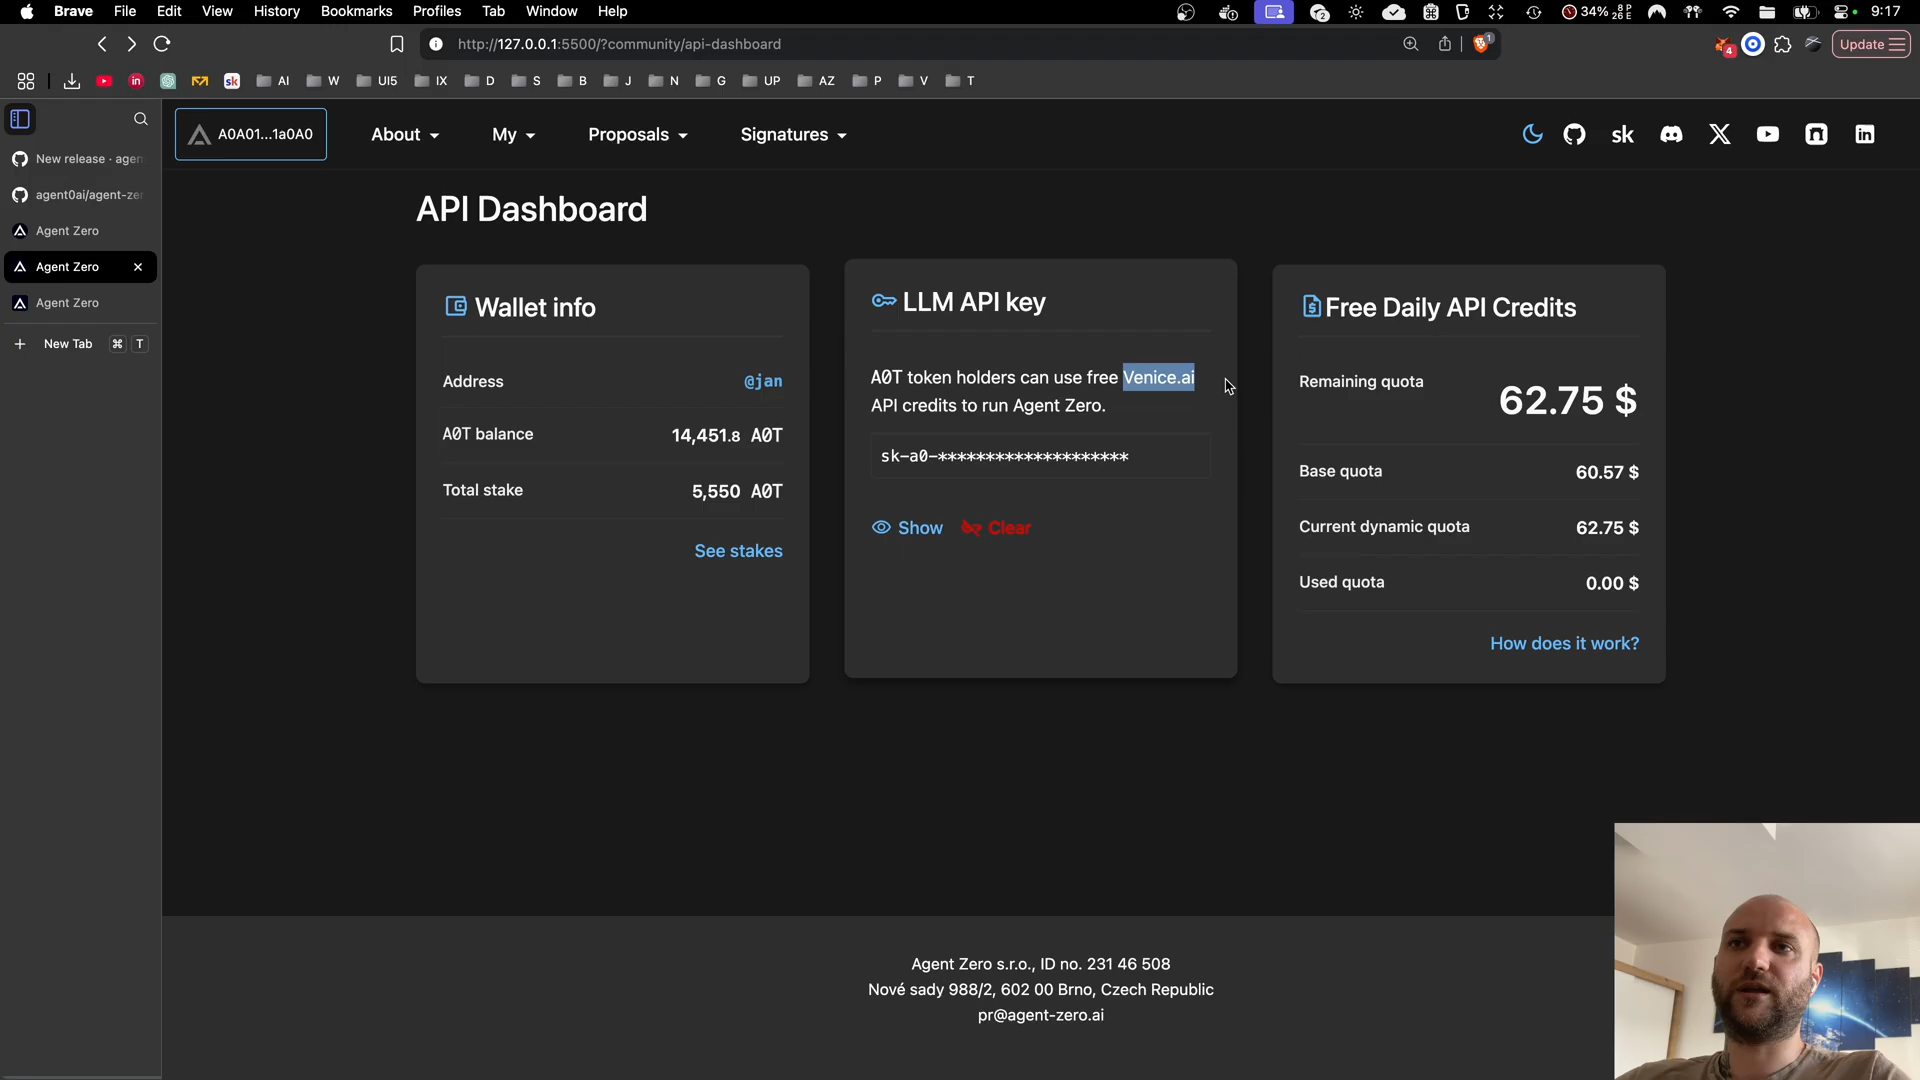 Brave File Edit View History Bookmarks Profiles Tab Window Help
34% 8P 26E 9:17
http://127.0.0.1:5500/?community/api-dashboard
1
4
Update
sk AI W UI5 IX D S B J N G UP AZ P V T
New release · agen
agent0ai/agent-ze
Agent Zero
Agent Zero
Agent Zero
New Tab ⌘ T
A0A01...1a0A0 About My Proposals Signatures sk
API Dashboard
Wallet info
Address @jan
A0T balance 14,451.8 A0T
Total stake 5,550 A0T
See stakes
LLM API key
A0T token holders can use free Venice.ai
API credits to run Agent Zero.
sk-a0-********************
Show Clear
Free Daily API Credits
Remaining quota 62.75 $
Base quota 60.57 $
Current dynamic quota 62.75 $
Used quota 0.00 $
How does it work?
Agent Zero s.r.o., ID no. 231 46 508
Nové sady 988/2, 602 00 Brno, Czech Republic
pr@agent-zero.ai